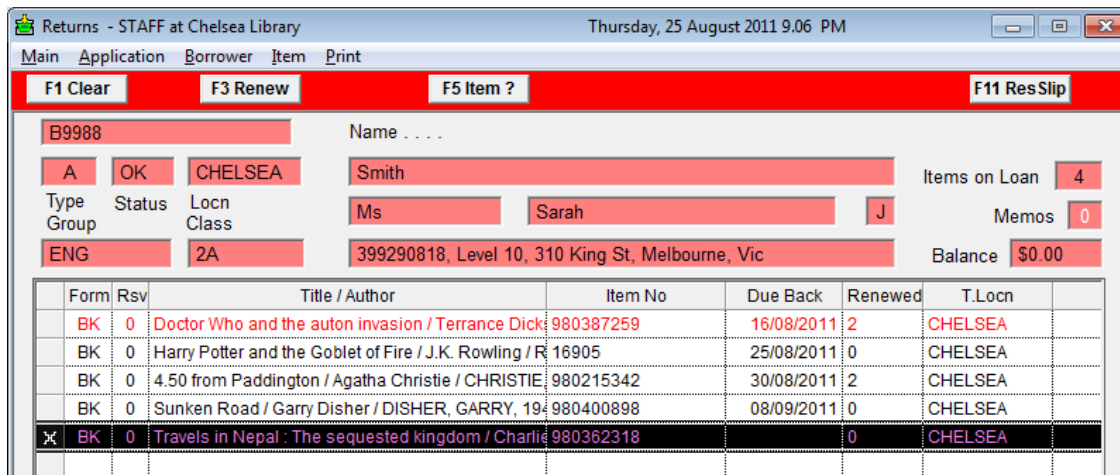 Returns - STAFF at Chelsea Library Thursday, 25 August 2011 9.06 PM
Main Application Borrower Item Print
F1 Clear F3 Renew F5 Item ? F11 ResSlip
B9988 Name . . . .
A OK CHELSEA Smith Items on Loan 4
Type Status Locn
Group Class
Ms Sarah J Memos 0
ENG 2A 399290818, Level 10, 310 King St, Melbourne, Vic Balance $0.00
Form Rsv Title / Author Item No Due Back Renewed T.Locn
BK 0 Doctor Who and the auton invasion / Terrance Dick 980387259 16/08/2011 2 CHELSEA
BK 0 Harry Potter and the Goblet of Fire / J.K. Rowling / R 16905 25/08/2011 0 CHELSEA
BK 0 4.50 from Paddington / Agatha Christie / CHRISTIE, 980215342 30/08/2011 2 CHELSEA
BK 0 Sunken Road / Garry Disher / DISHER, GARRY, 194 980400898 08/09/2011 0 CHELSEA
X BK 0 Travels in Nepal : The sequested kingdom / Charlie 980362318 0 CHELSEA